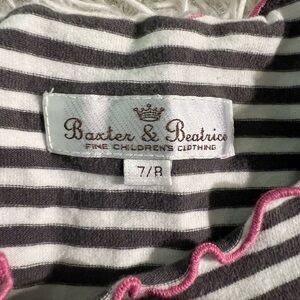 Baxter & Beatrice
FINE CHILDREN'S CLOTHING
7/8